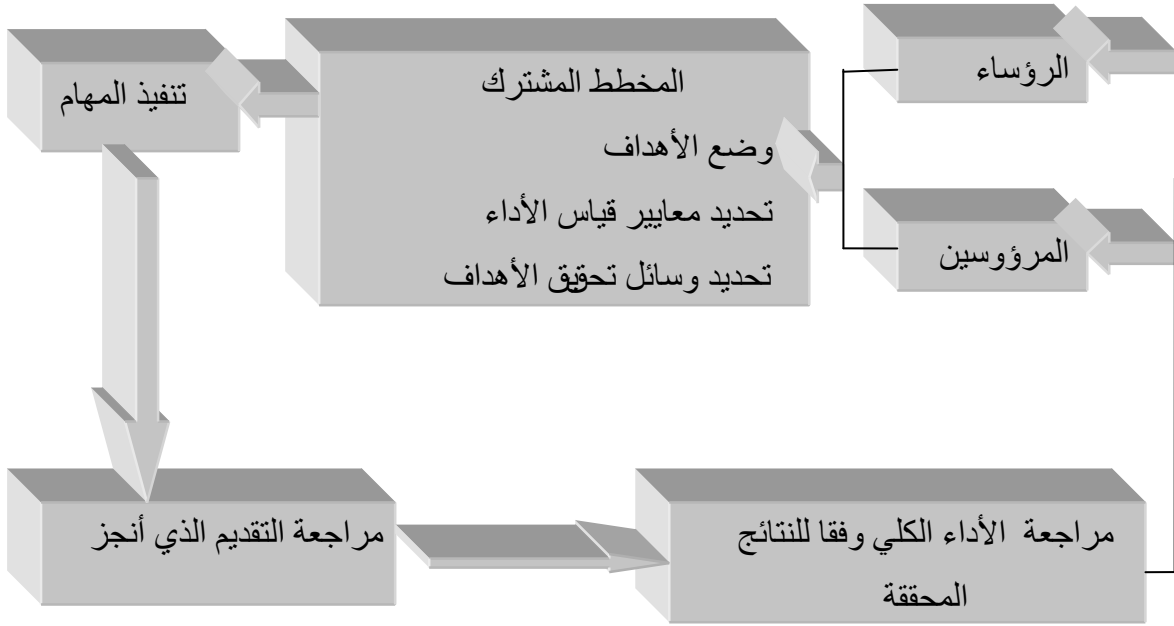 الرؤساء
المرؤوسين
المخطط المشترك
وضع الأهداف
تحديد معايير قياس الأداء
تحديد وسائل تحقيق الأهداف
تنفيذ المهام
مراجعة التقديم الذي أنجز
مراجعة الأداء الكلي وفقا للنتائج
المحققة